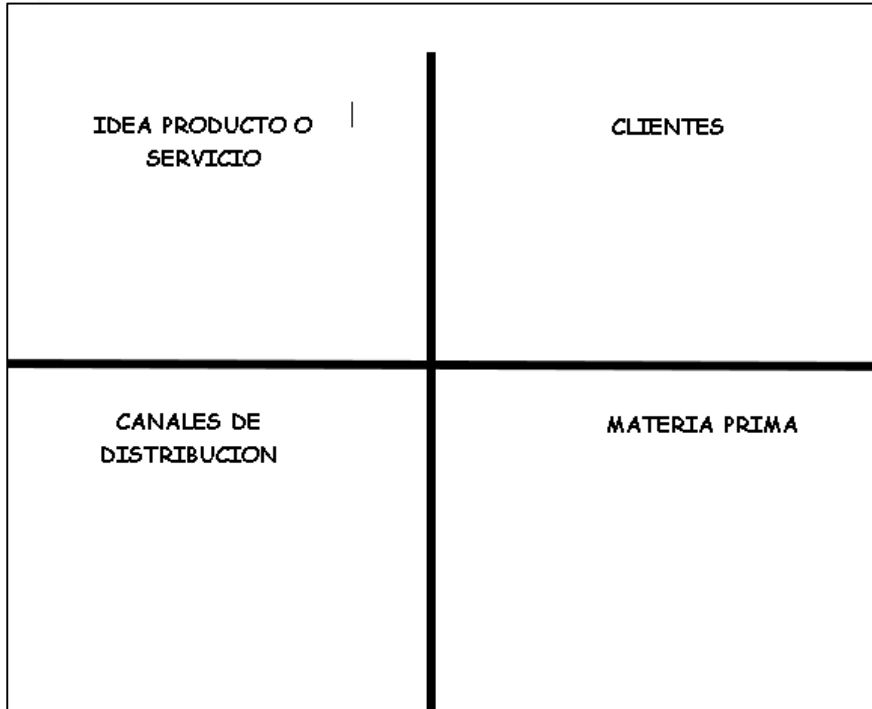 IDEA PRODUCTO O
SERVICIO
CLIENTES
CANALES DE
DISTRIBUCION
MATERIA PRIMA